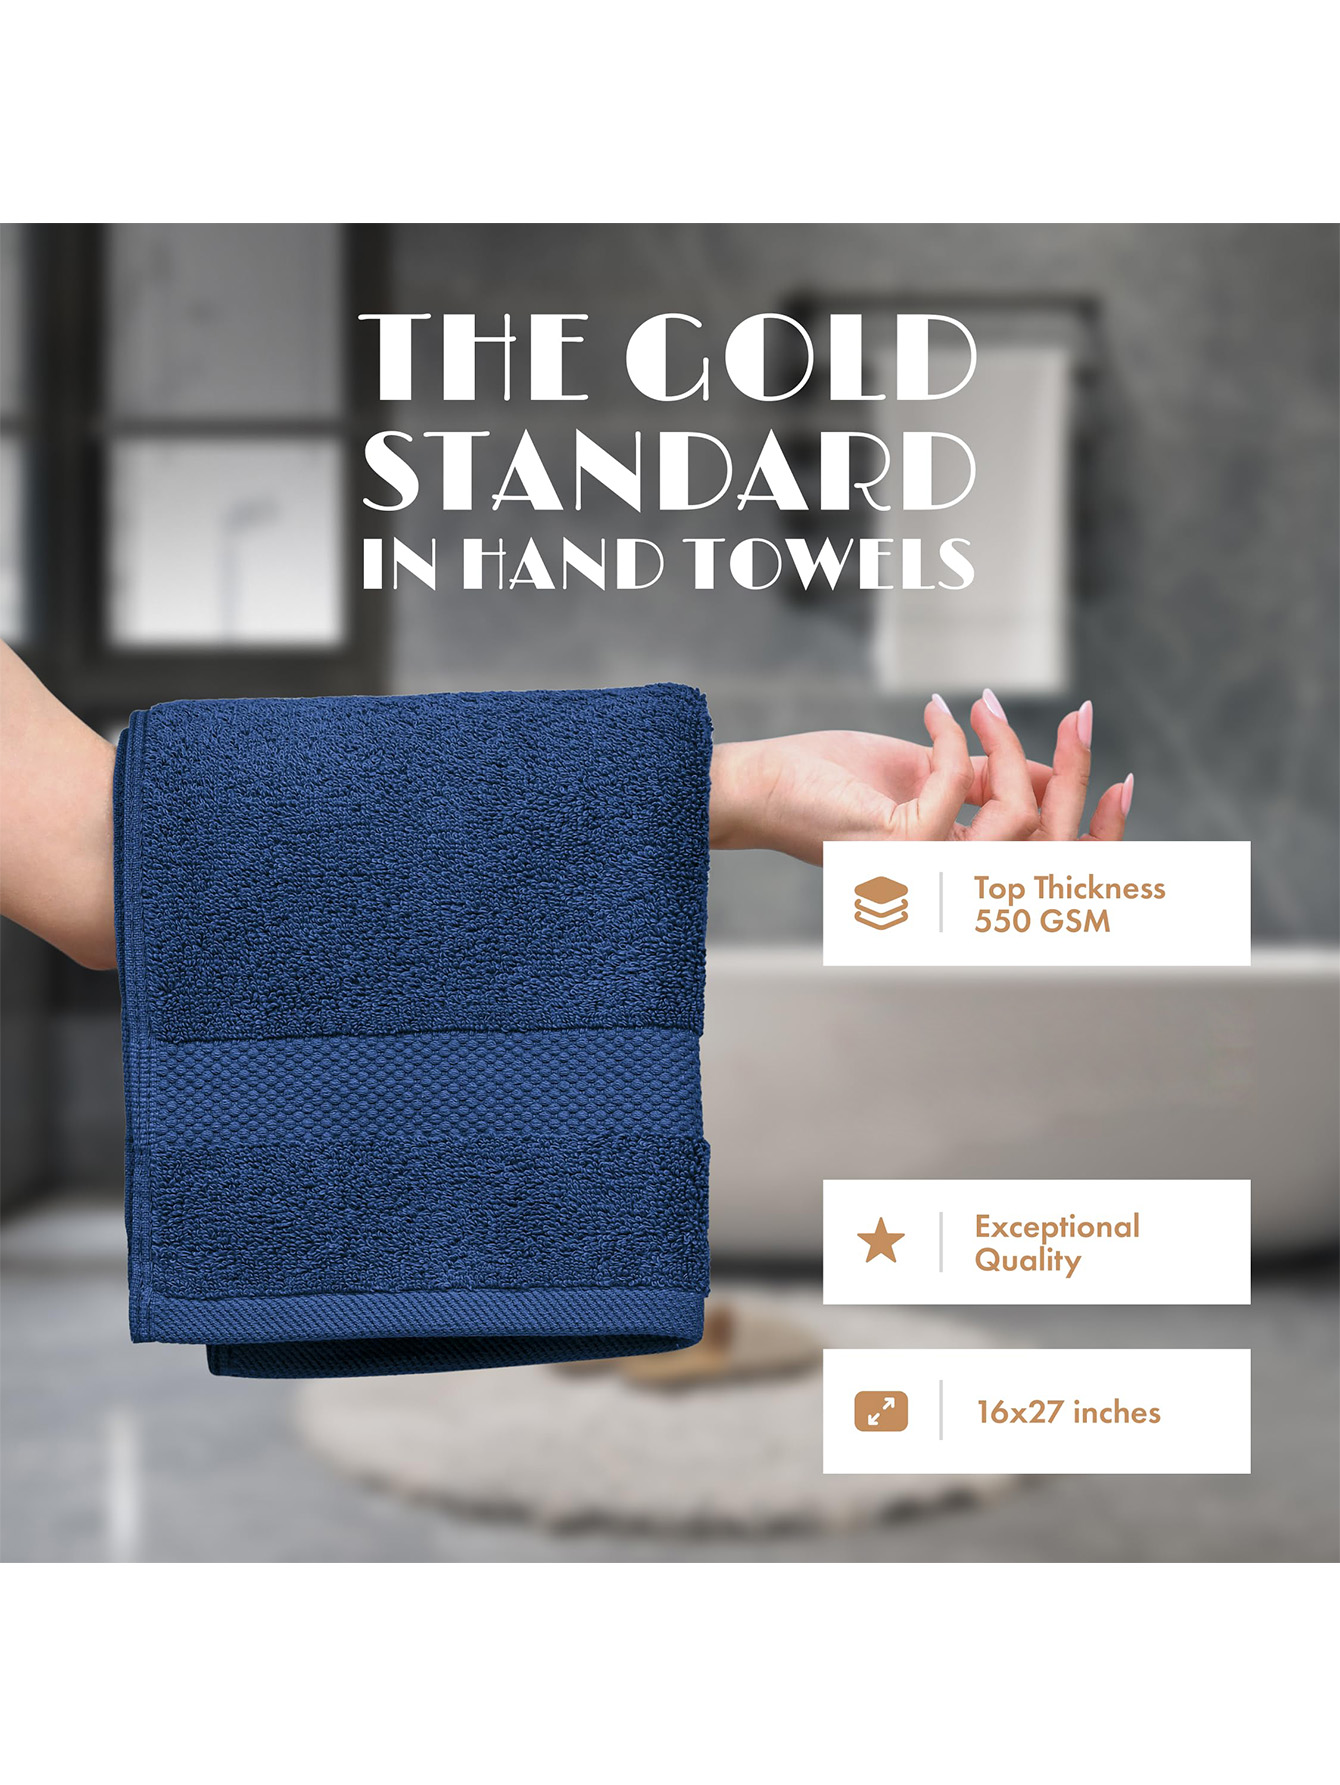 THE GOLD
STANDARD
IN HAND TOWELS
Top Thickness
550 GSM
Exceptional
Quality
16x27 inches